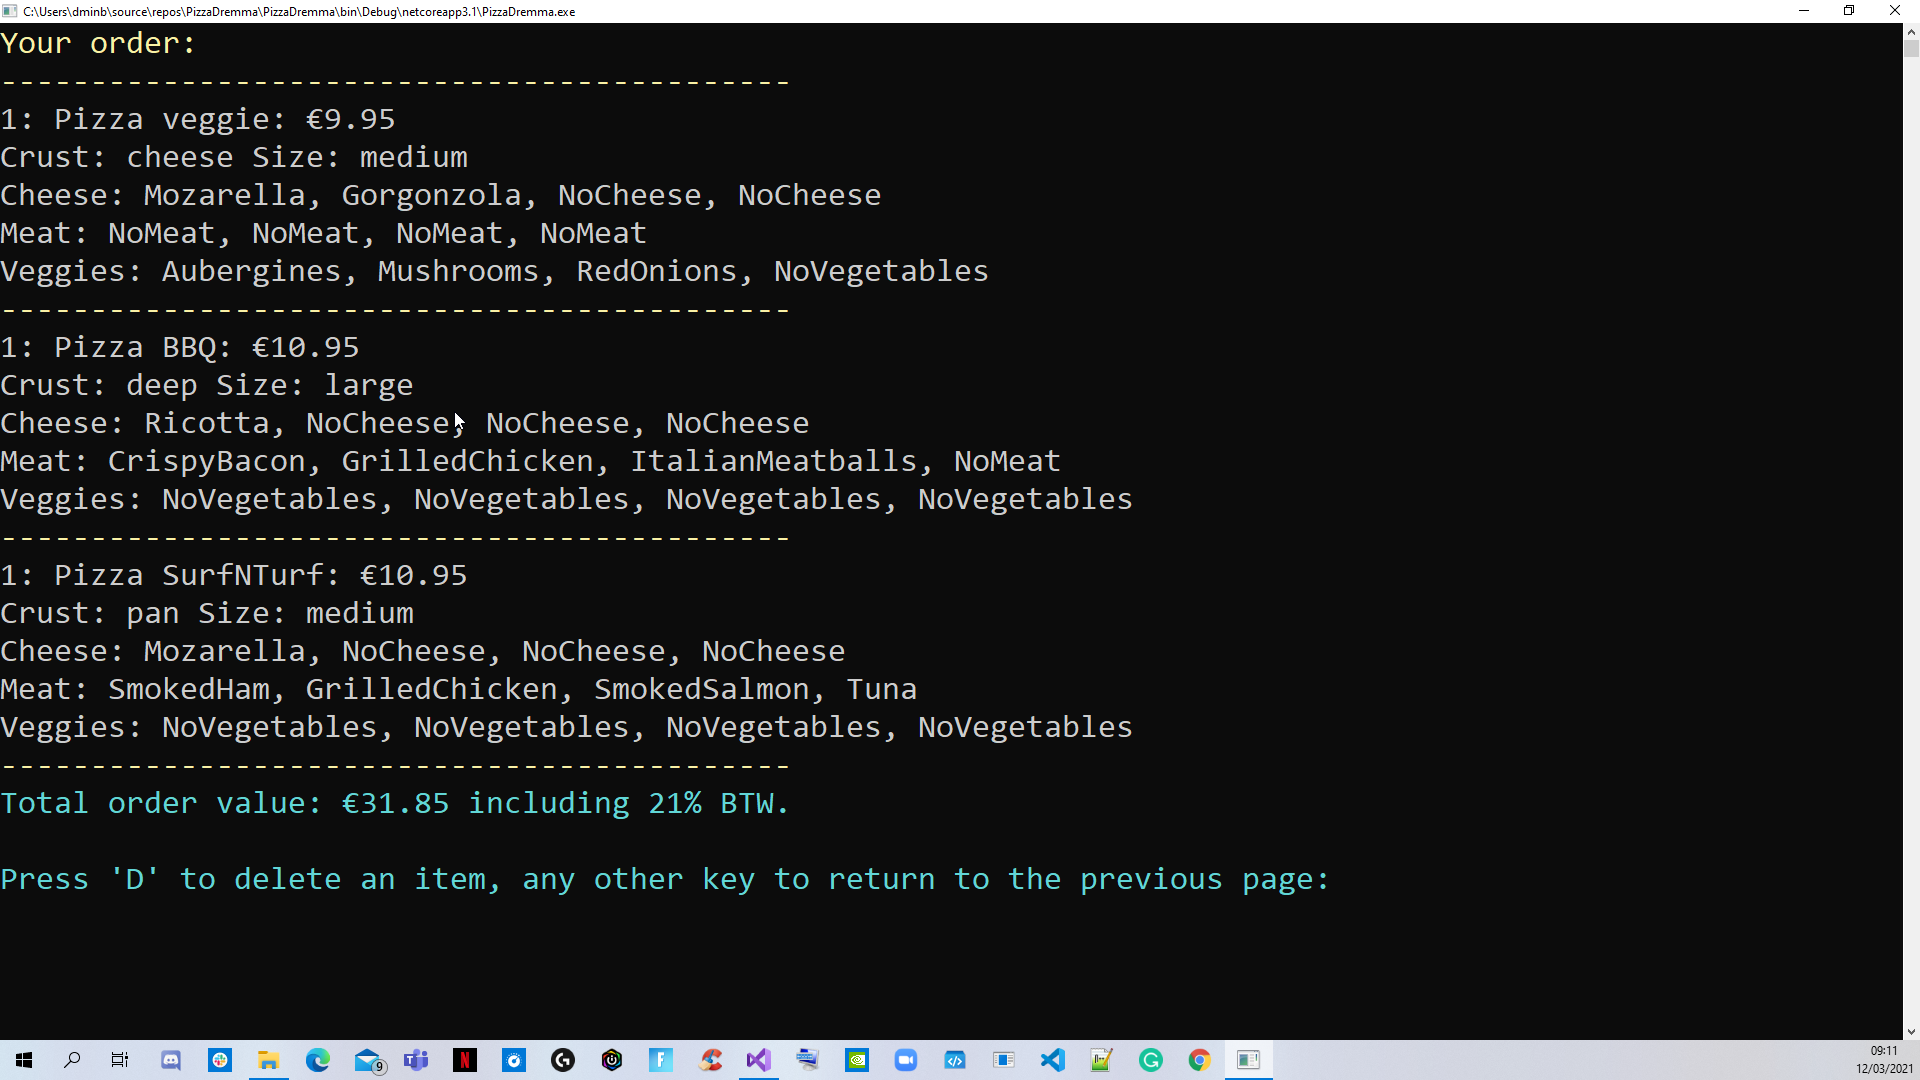 C:\Users\dminb\source\repos\PizzaDremma\PizzaDremma\bin\Debug\netcoreapp3.1\PizzaDremma.exe
Your order:
--------------------------------------------
1: Pizza veggie: €9.95
Crust: cheese Size: medium
Cheese: Mozarella, Gorgonzola, NoCheese, NoCheese
Meat: NoMeat, NoMeat, NoMeat, NoMeat
Veggies: Aubergines, Mushrooms, RedOnions, NoVegetables
--------------------------------------------
1: Pizza BBQ: €10.95
Crust: deep Size: large
Cheese: Ricotta, NoCheese, NoCheese, NoCheese
Meat: CrispyBacon, GrilledChicken, ItalianMeatballs, NoMeat
Veggies: NoVegetables, NoVegetables, NoVegetables, NoVegetables
--------------------------------------------
1: Pizza SurfNTurf: €10.95
Crust: pan Size: medium
Cheese: Mozarella, NoCheese, NoCheese, NoCheese
Meat: SmokedHam, GrilledChicken, SmokedSalmon, Tuna
Veggies: NoVegetables, NoVegetables, NoVegetables, NoVegetables
--------------------------------------------
Total order value: €31.85 including 21% BTW.
Press 'D' to delete an item, any other key to return to the previous page:
9
09:11
12/03/2021